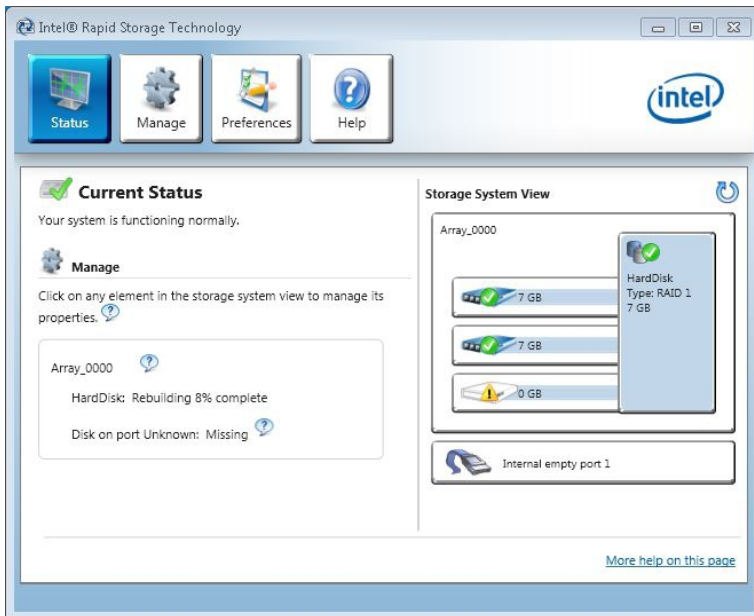 Intel® Rapid Storage Technology
Status
Manage
Preferences
Help
intel
Current Status
Your system is functioning normally.
Manage
Click on any element in the storage system view to manage its
properties.
Array_0000
HardDisk: Rebuilding 8% complete
Disk on port Unknown: Missing
Storage System View
Array_0000
7 GB
7 GB
0 GB
HardDisk
Type: RAID 1
7 GB
Internal empty port 1
More help on this page